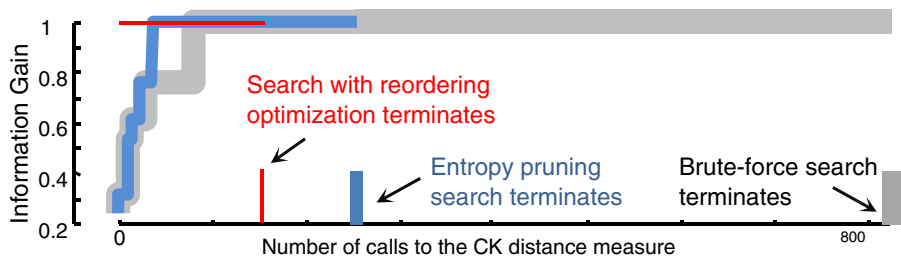 Information Gain
1
0.8
0.6
0.4
0.2
Search with reordering
optimization terminates
Entropy pruning
search terminates
Brute-force search
terminates
0
800
Number of calls to the CK distance measure